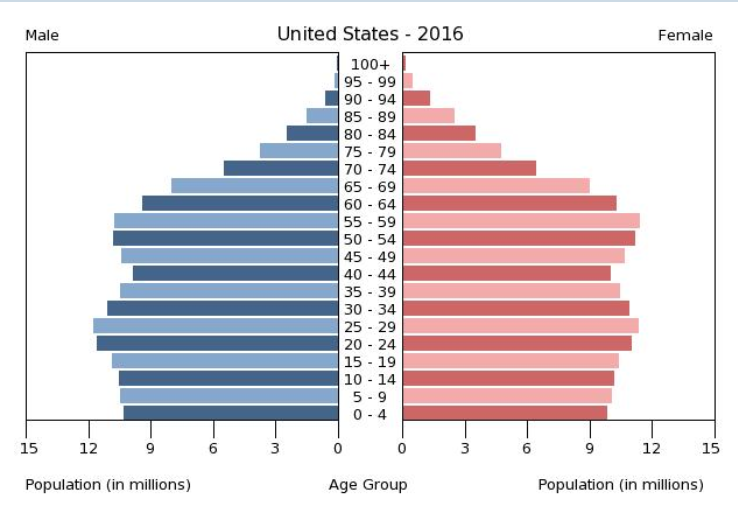 Male United States - 2016 Female
100+
95 - 99
90 - 94
85 - 89
80 - 84
75 - 79
70 - 74
65 - 69
60 - 64
55 - 59
50 - 54
45 - 49
40 - 44
35 - 39
30 - 34
25 - 29
20 - 24
15 - 19
10 - 14
5 - 9
0 - 4
15 12 9 6 3 0 0 3 6 9 12 15
Population (in millions) Age Group Population (in millions)